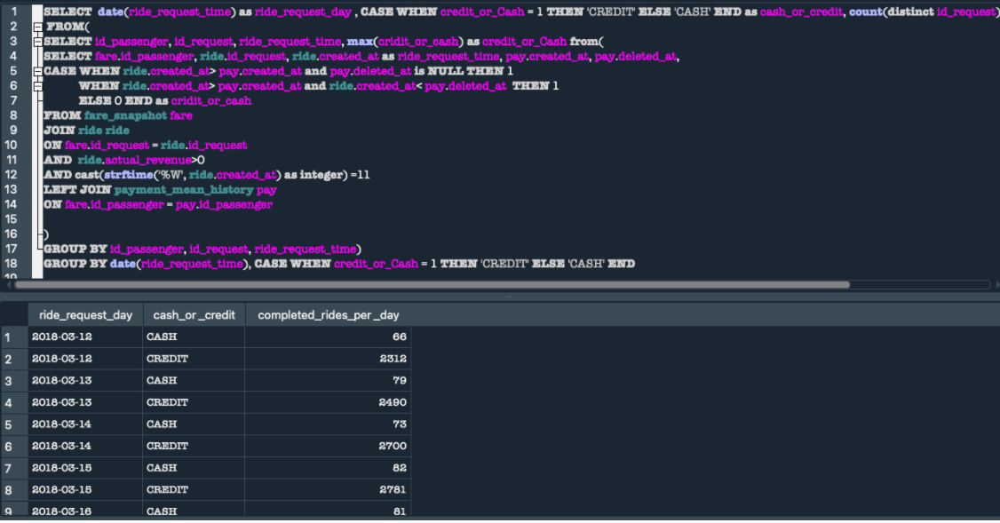 1 SELECT date(ride_request_time) as ride_request_day , CASE WHEN credit_or_Cash = 1 THEN 'CREDIT' ELSE 'CASH' END as cash_or_credit, count(distinct id_request)
2 FROM(
3 SELECT id_passenger, id_request, ride_request_time, max(cridit_or_cash) as credit_or_Cash from(
4 SELECT fare.id_passenger, ride.id_request, ride.created_at as ride_request_time, pay.created_at, pay.deleted_at,
5 CASE WHEN ride.created_at> pay.created_at and pay.deleted_at is NULL THEN 1
6 WHEN ride.created_at> pay.created_at and ride.created_at< pay.deleted_at THEN 1
7 ELSE 0 END as cridit_or_cash
8 FROM fare_snapshot fare
9 JOIN ride ride
10 ON fare.id_request = ride.id_request
11 AND ride.actual_revenue>0
12 AND cast(strftime('%W', ride.created_at) as integer) =11
13 LEFT JOIN payment_mean_history pay
14 ON fare.id_passenger = pay.id_passenger
15
16 )
17 GROUP BY id_passenger, id_request, ride_request_time)
18 GROUP BY date(ride_request_time), CASE WHEN credit_or_Cash = 1 THEN 'CREDIT' ELSE 'CASH' END
19
ride_request_day cash_or_credit completed_rides_per_day
1 2018-03-12 CASH 66
2 2018-03-12 CREDIT 2312
3 2018-03-13 CASH 79
4 2018-03-13 CREDIT 2490
5 2018-03-14 CASH 73
6 2018-03-14 CREDIT 2700
7 2018-03-15 CASH 82
8 2018-03-15 CREDIT 2781
9 2018-03-16 CASH 81